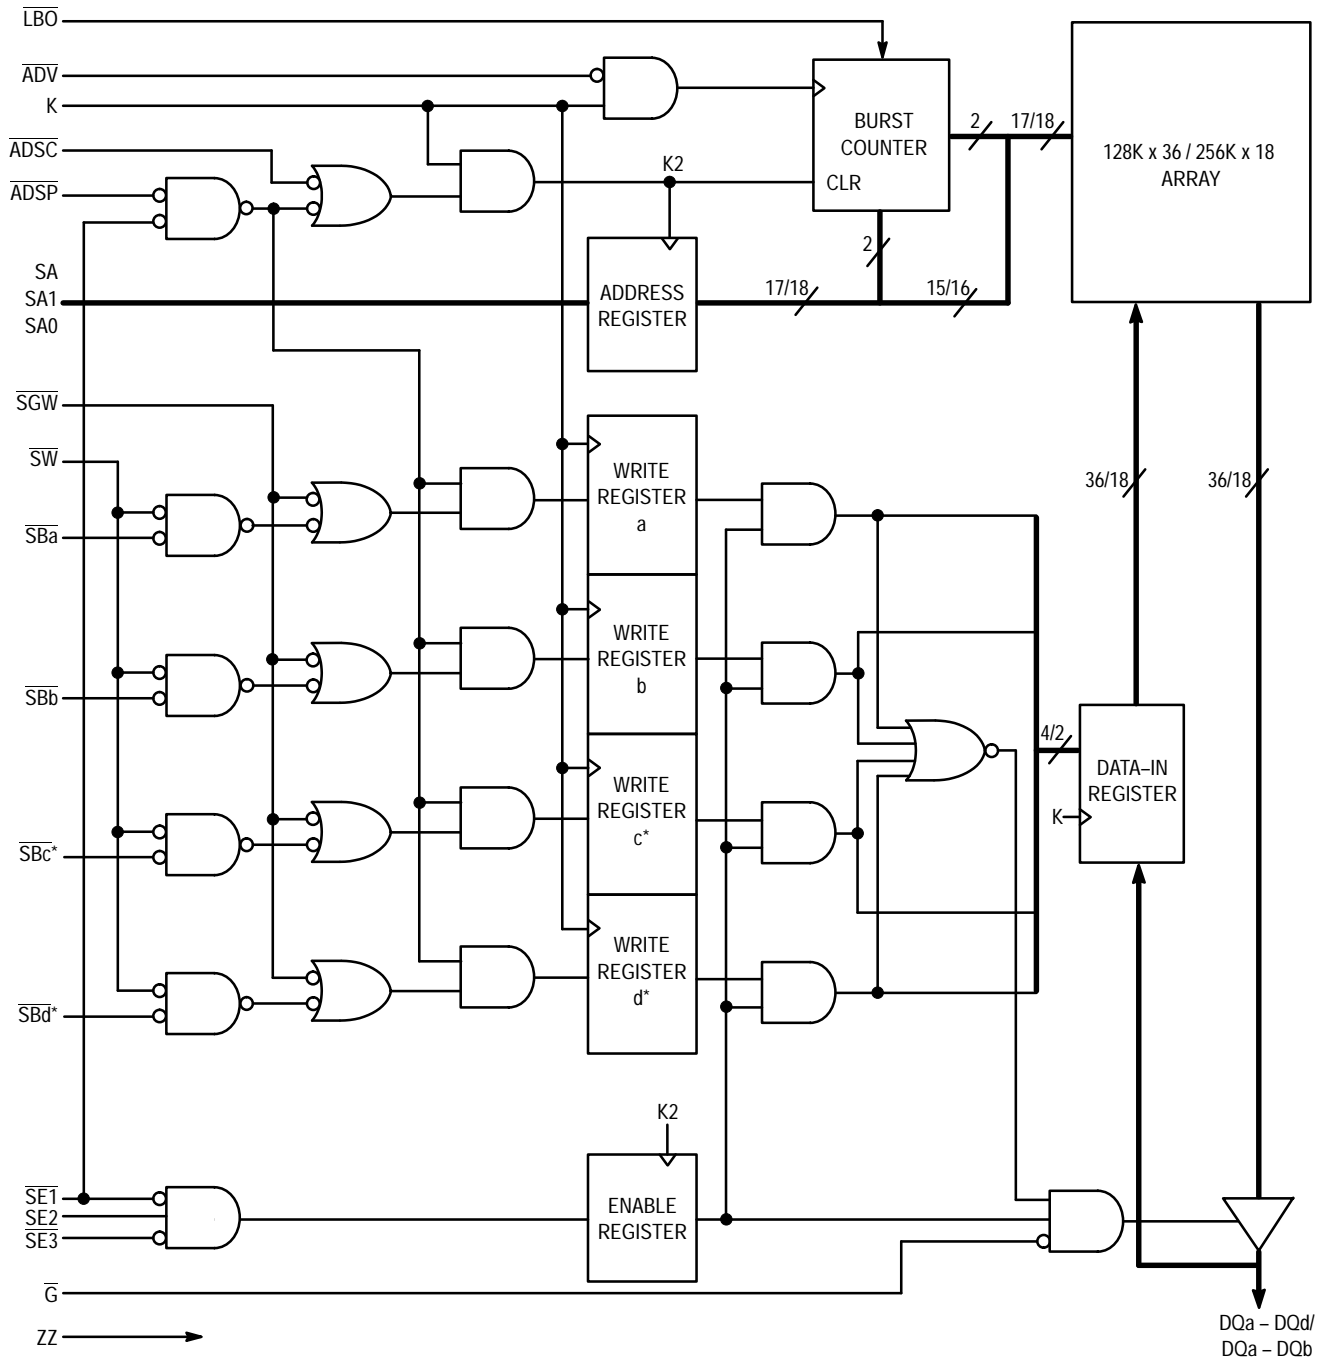 LBO
ADV
K
ADSC
ADSP
K2
BURST
COUNTER
CLR
2
17/18
128K x 36 / 256K x 18
ARRAY
2
SA
SA1
SA0
ADDRESS
REGISTER
17/18
15/16
SGW
SW
SBa
WRITE
REGISTER
a
36/18
36/18
SBb
WRITE
REGISTER
b
4/2
DATA–IN
REGISTER
K
SBc*
WRITE
REGISTER
c*
SBd*
WRITE
REGISTER
d*
K2
SE1
SE2
SE3
ENABLE
REGISTER
G
ZZ
DQa – DQd/
DQa – DQb